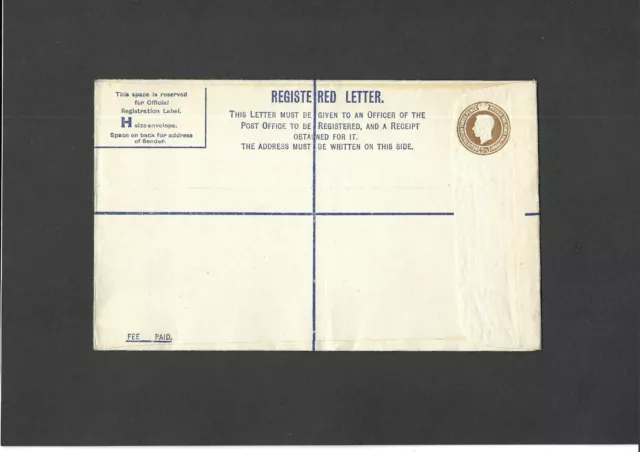 This space is reserved
for Official
Registration Label.
H size envelope.
Space on back for address
of Sender.
REGISTERED LETTER.
THIS LETTER MUST BE GIVEN TO AN OFFICER OF THE
POST OFFICE TO BE REGISTERED, AND A RECEIPT
OBTAINED FOR IT.
THE ADDRESS MUST BE WRITTEN ON THIS SIDE.
FEE PAID.